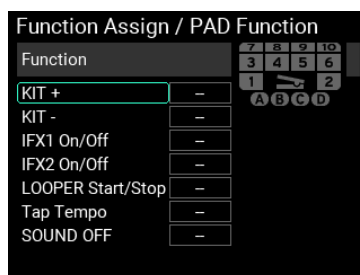 Function Assign / PAD Function
Function
7 8 9 10
3 4 5 6
1 2
A B C D
KIT + --
KIT - --
IFX1 On/Off --
IFX2 On/Off --
LOOPER Start/Stop --
Tap Tempo --
SOUND OFF --